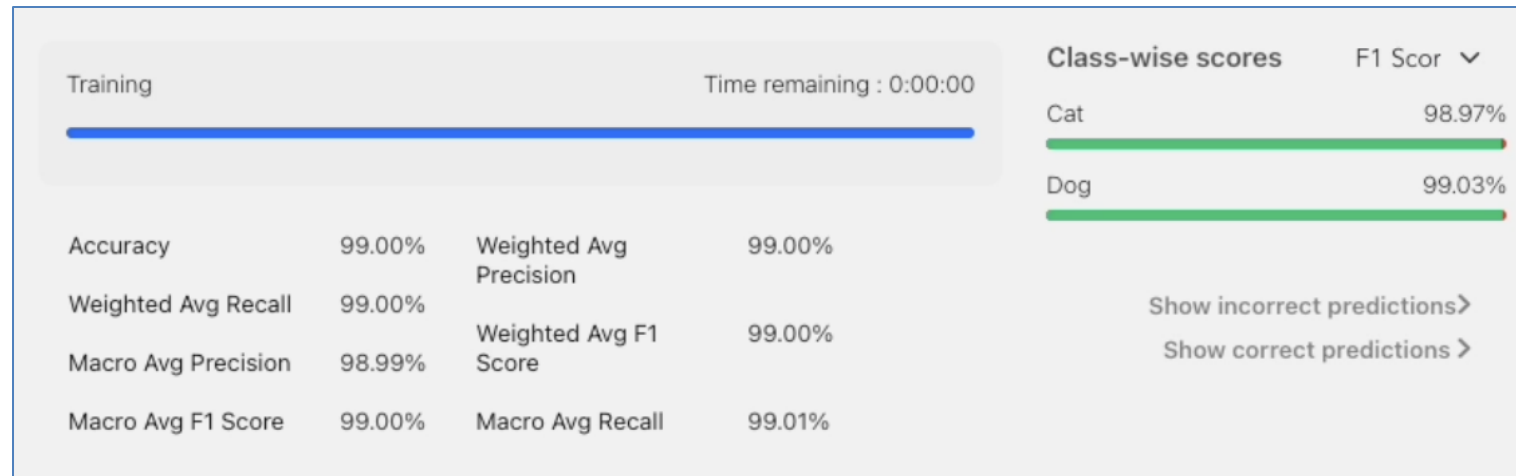 Training
Time remaining : 0:00:00
Accuracy 99.00%
Weighted Avg Precision 99.00%
Weighted Avg Recall 99.00%
Weighted Avg F1 Score 99.00%
Macro Avg Precision 98.99%
Macro Avg F1 Score 99.00%
Macro Avg Recall 99.01%
Class-wise scores F1 Scor
Cat 98.97%
Dog 99.03%
Show incorrect predictions
Show correct predictions